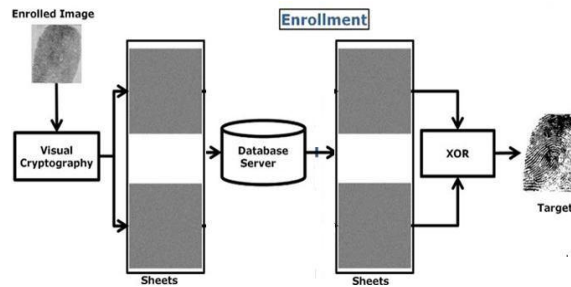 Enrolled Image
Enrollment
Visual
Cryptography
Database
Server
XOR
Target
Sheets
Sheets